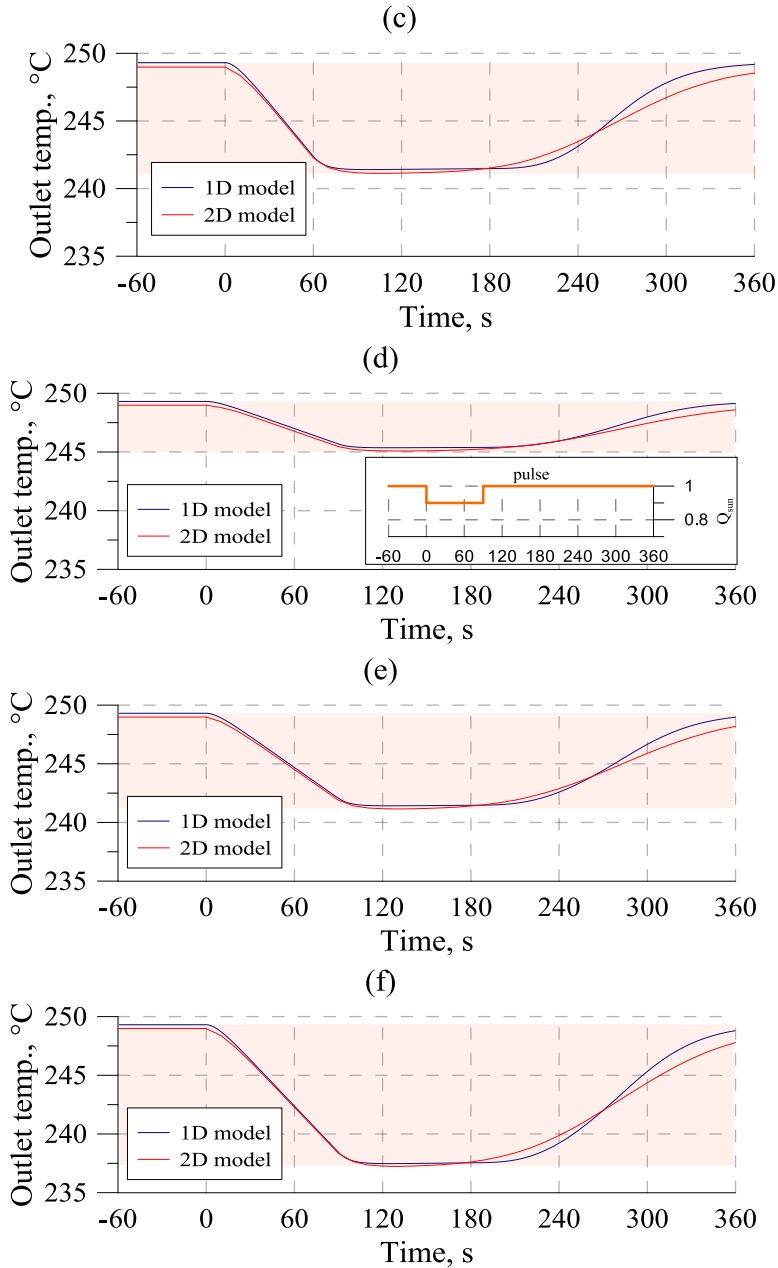 (c)
Outlet temp., °C
250
245
240
235
1D model
2D model
-60 0 60 120 180 240 300 360
Time, s
(d)
Outlet temp., °C
250
245
240
235
1D model
2D model
pulse
1
0.8
Q_sun
-60 0 60 120 180 240 300 360
-60 0 60 120 180 240 300 360
Time, s
(e)
Outlet temp., °C
250
245
240
235
1D model
2D model
-60 0 60 120 180 240 300 360
Time, s
(f)
Outlet temp., °C
250
245
240
235
1D model
2D model
-60 0 60 120 180 240 300 360
Time, s